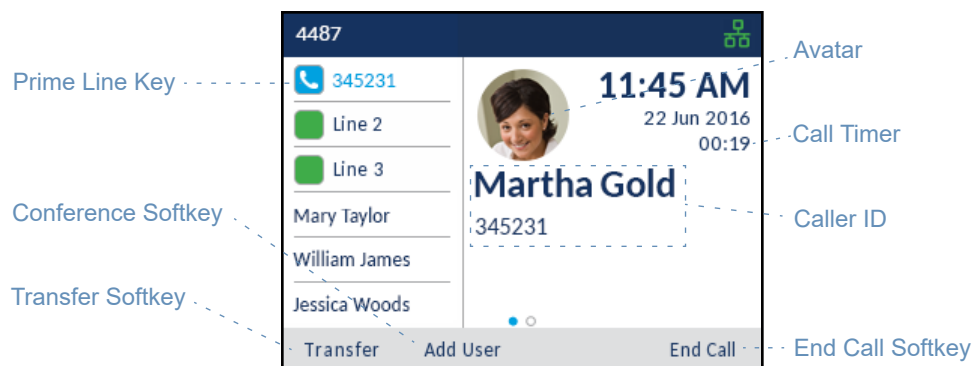 4487
Prime Line Key
345231
Line 2
Line 3
Mary Taylor
William James
Jessica Woods
Conference Softkey
Transfer Softkey
11:45 AM
22 Jun 2016
00:19
Martha Gold
345231
Avatar
Call Timer
Caller ID
Transfer
Add User
End Call
End Call Softkey